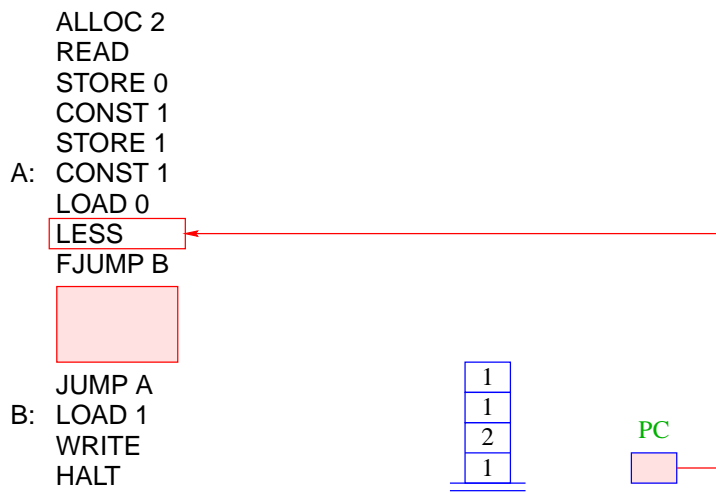 ALLOC 2
READ
STORE 0
CONST 1
STORE 1
A: CONST 1
LOAD 0
LESS
FJUMP B
JUMP A
B: LOAD 1
WRITE
HALT
1
1
2
1
PC